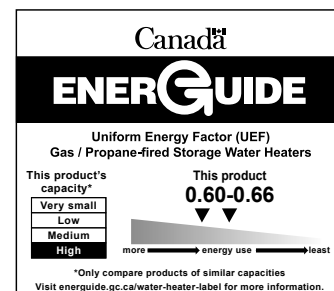 Canada
ENERGUIDE
Uniform Energy Factor (UEF)
Gas / Propane-fired Storage Water Heaters
This product's
capacity*
Very small
Low
Medium
High
This product
0.60-0.66
more energy use least
*Only compare products of similar capacities
Visit energuide.gc.ca/water-heater-label for more information.